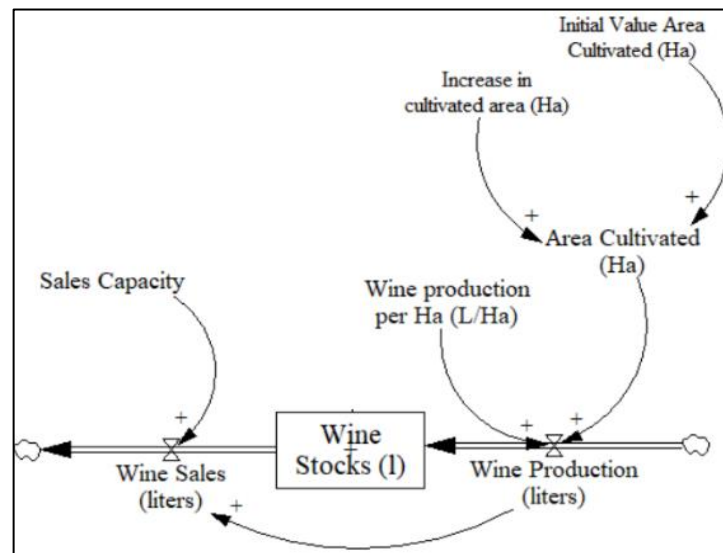 Initial Value Area
Cultivated (Ha)
Increase in
cultivated area (Ha)
+
+
Area Cultivated
(Ha)
Sales Capacity
Wine production
per Ha (L/Ha)
+
+
+
Wine
Stocks (l)
+
Wine Sales
(liters)
Wine Production
(liters)
+